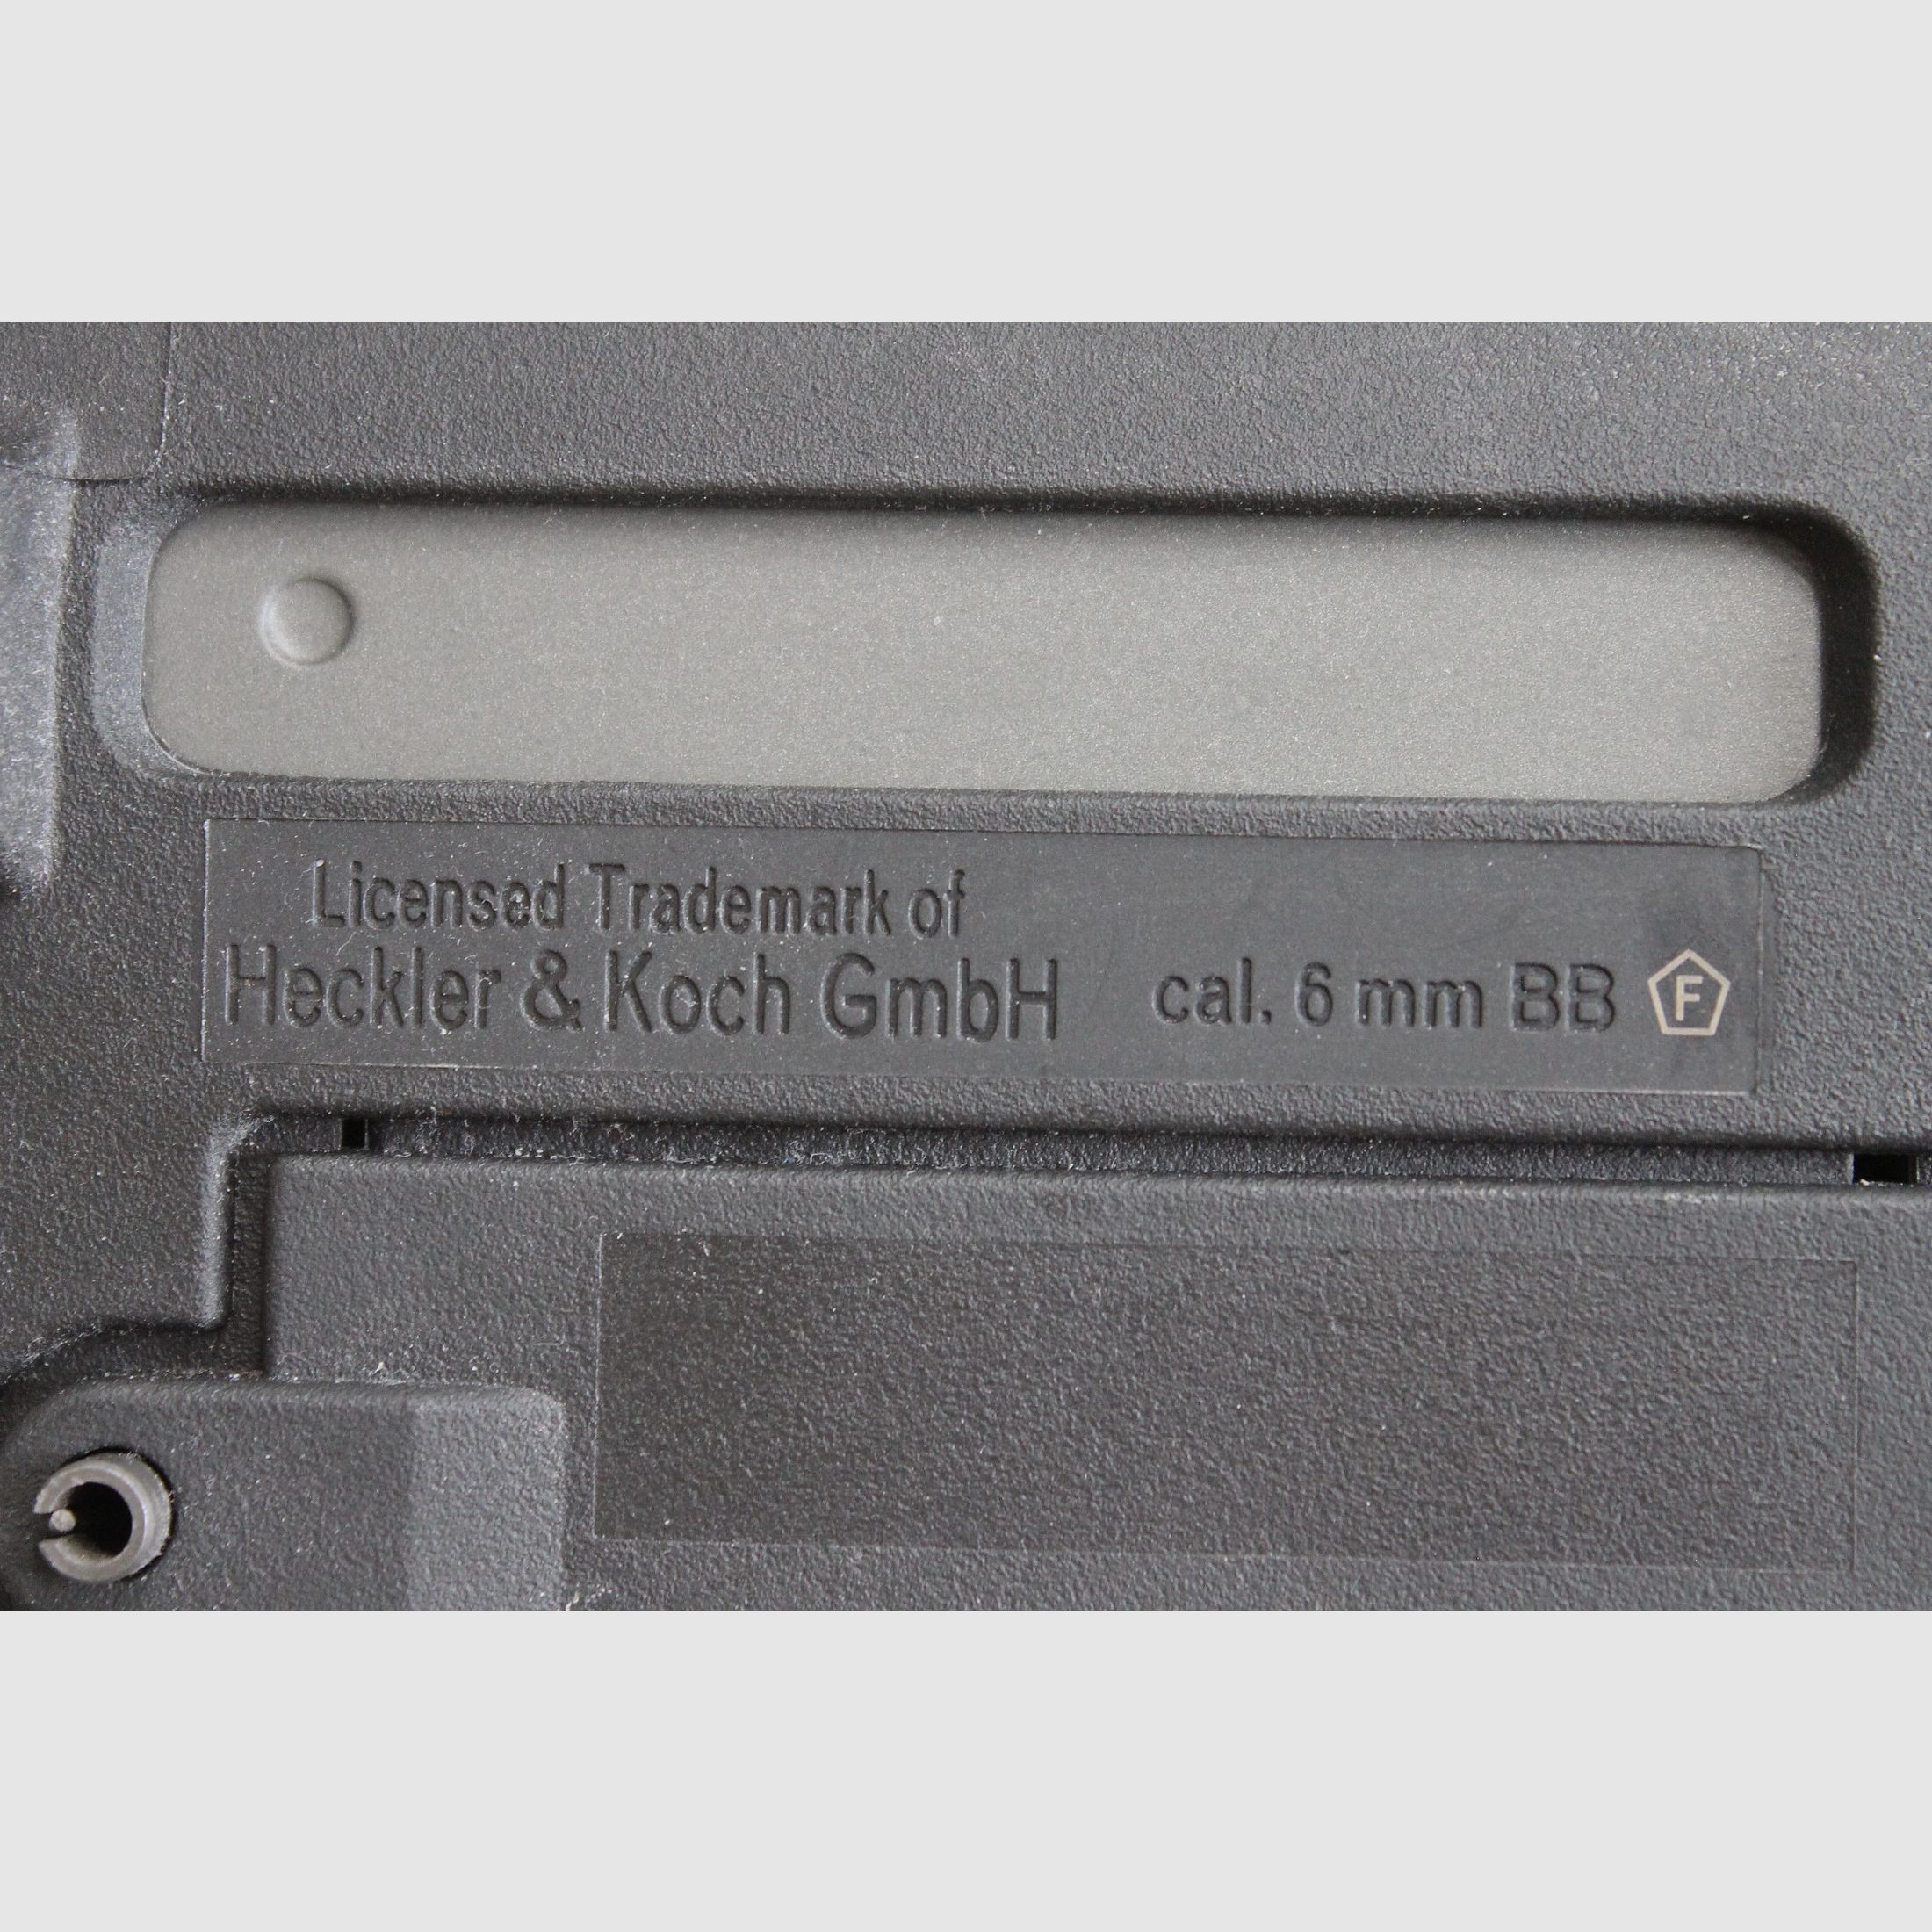 Licensed Trademark of
Heckler & Koch GmbH cal. 6 mm BB F